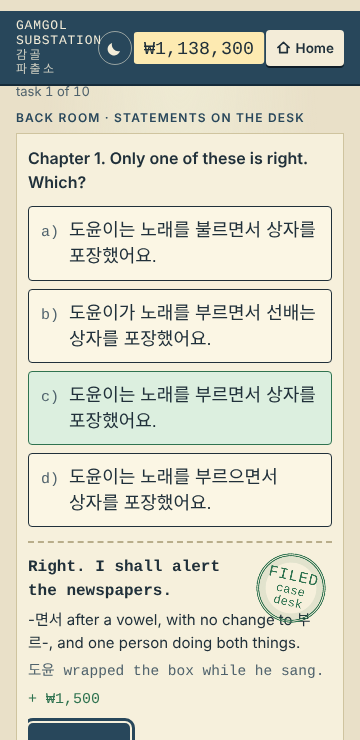 GAMGOL
SUBSTATION
감골
파출소
₩1,138,300
Home
task 1 of 10
BACK ROOM · STATEMENTS ON THE DESK
Chapter 1. Only one of these is right.
Which?
a) 도윤이는 노래를 불르면서 상자를
포장했어요.
b) 도윤이가 노래를 부르면서 선배는
상자를 포장했어요.
c) 도윤이는 노래를 부르면서 상자를
포장했어요.
d) 도윤이는 노래를 부르으면서
상자를 포장했어요.
Right. I shall alert
the newspapers.
FILED
case
desk
-면서 after a vowel, with no change to 부
르-, and one person doing both things.
도윤 wrapped the box while he sang.
+ ₩1,500